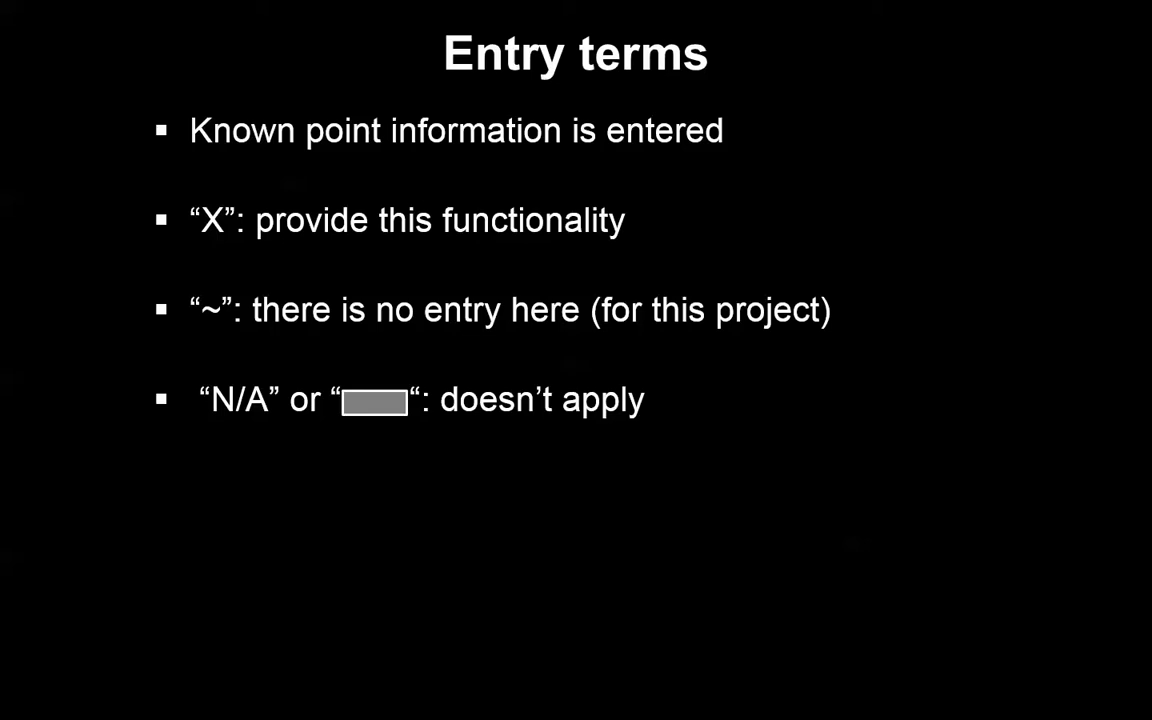 Entry terms
▪ Known point information is entered
▪ “X”: provide this functionality
▪ “~”: there is no entry here (for this project)
▪ “N/A” or “ “: doesn’t apply